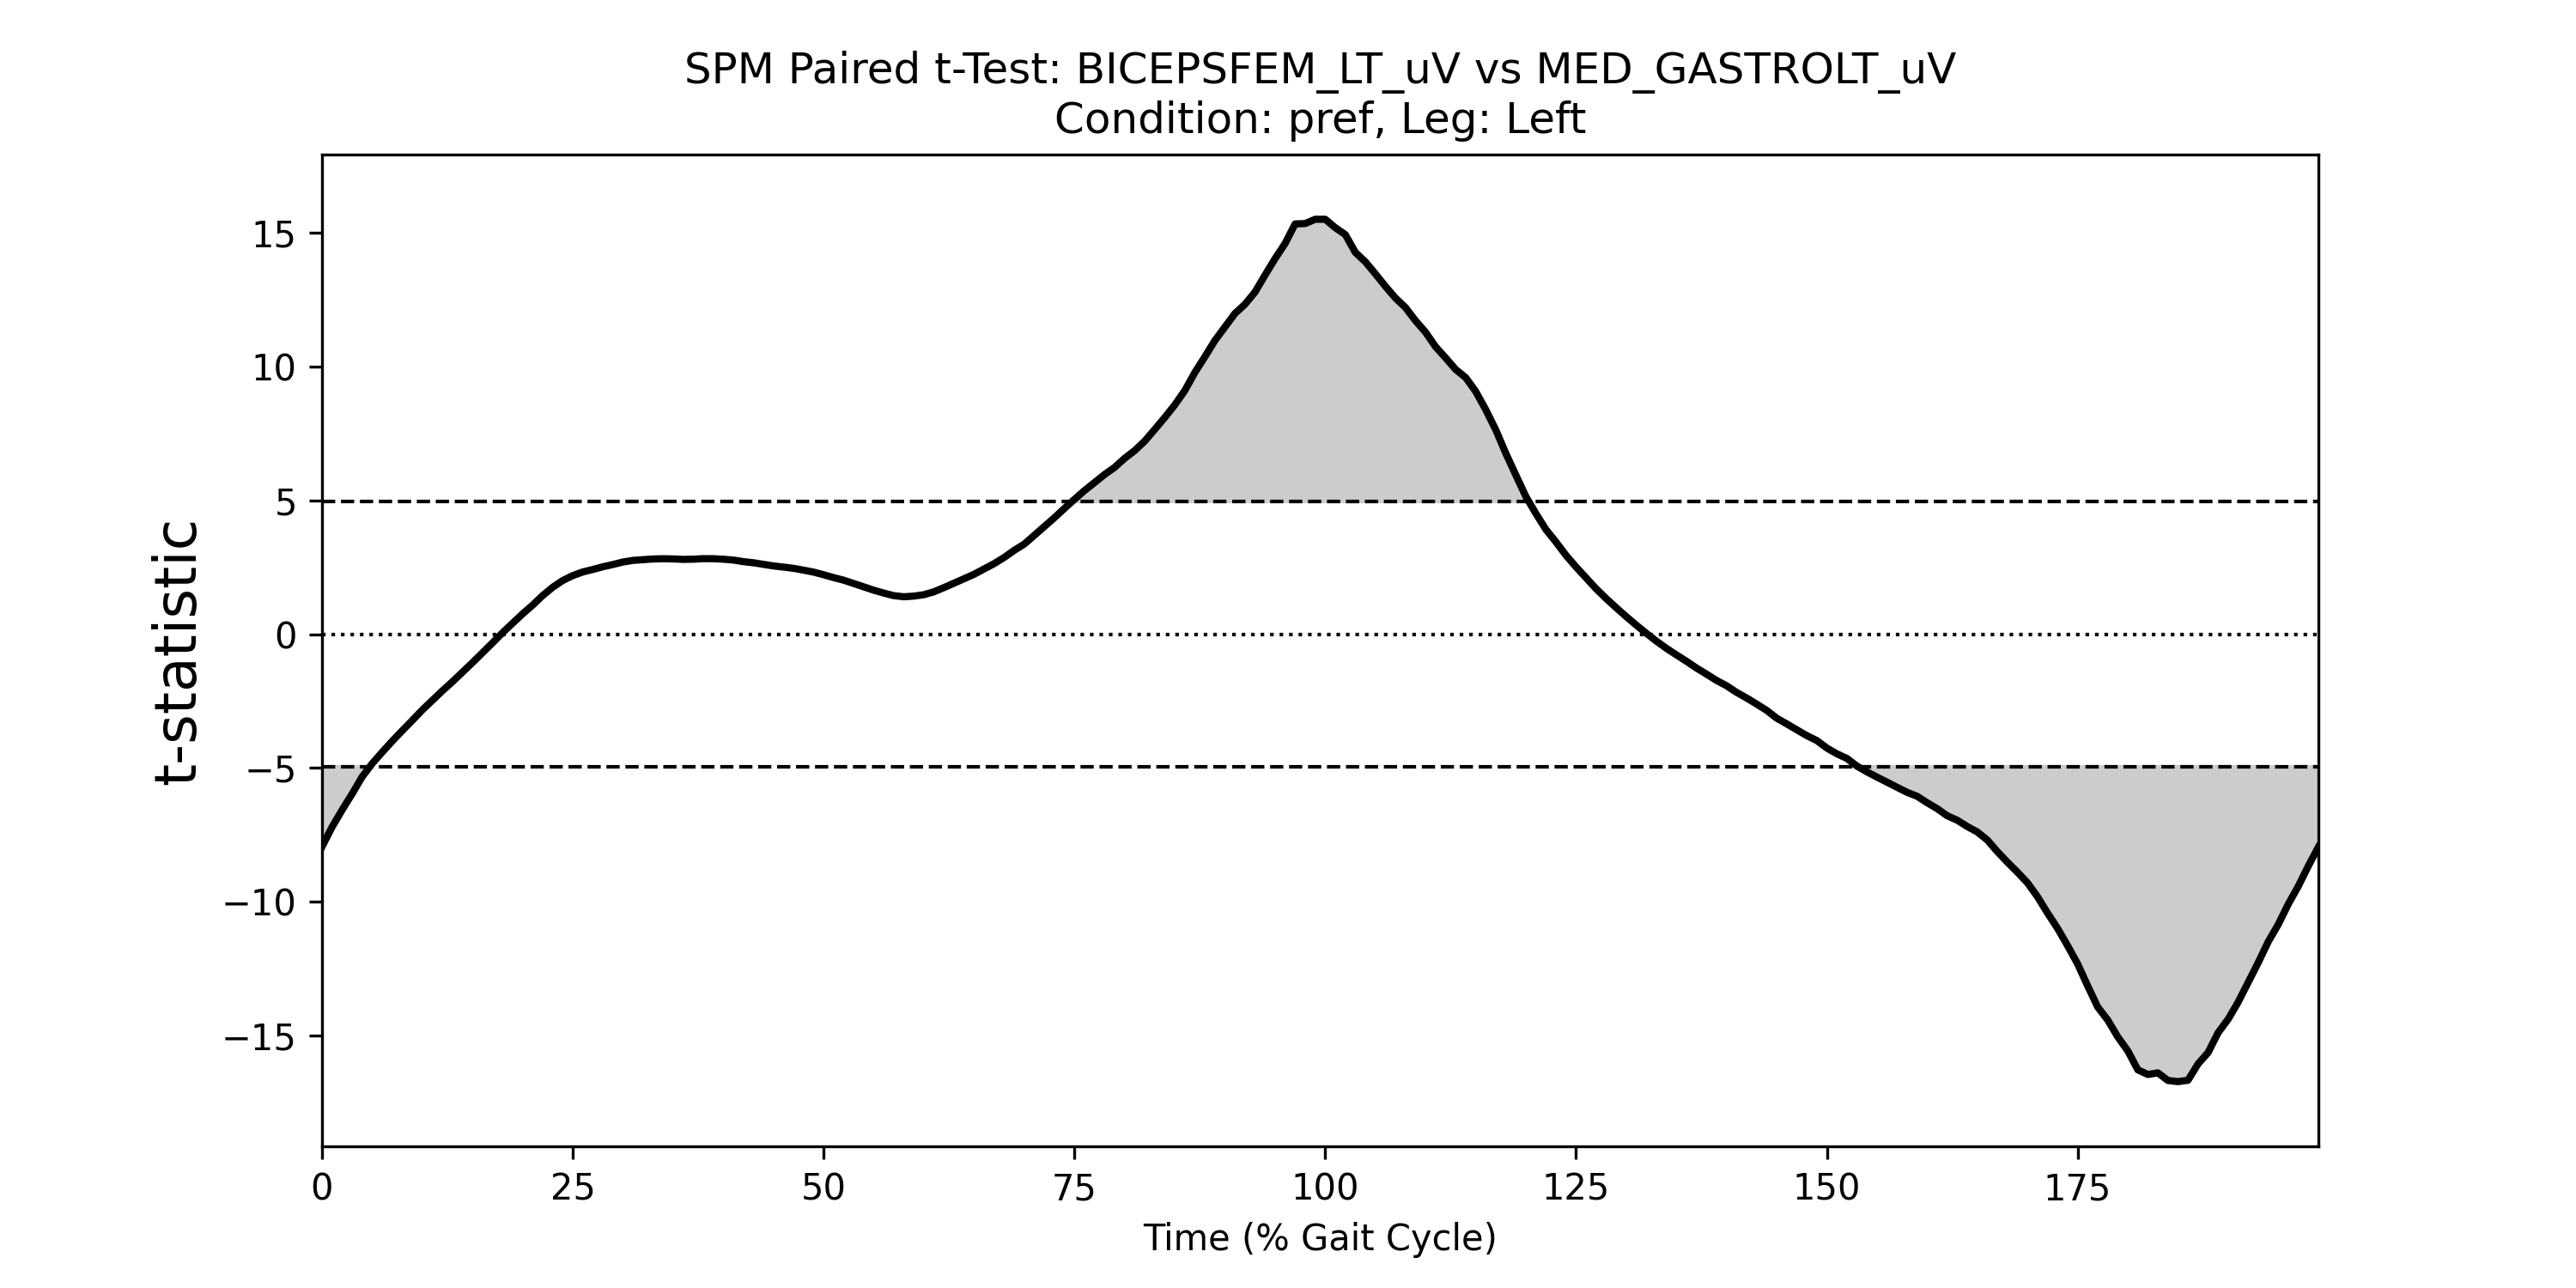 SPM Paired t-Test: BICEPSFEM_LT_uV vs MED_GASTROLT_uV
Condition: pref, Leg: Left
t-statistic
15
10
5
0
−5
−10
−15
0 25 50 75 100 125 150 175
Time (% Gait Cycle)